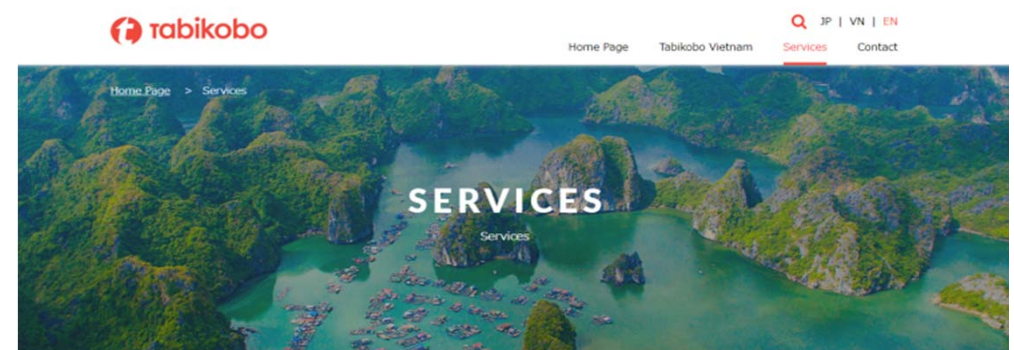 Tabikobo
JP | VN | EN
Home Page Tabikobo Vietnam Services Contact
Home Page > Services
SERVICES
Services